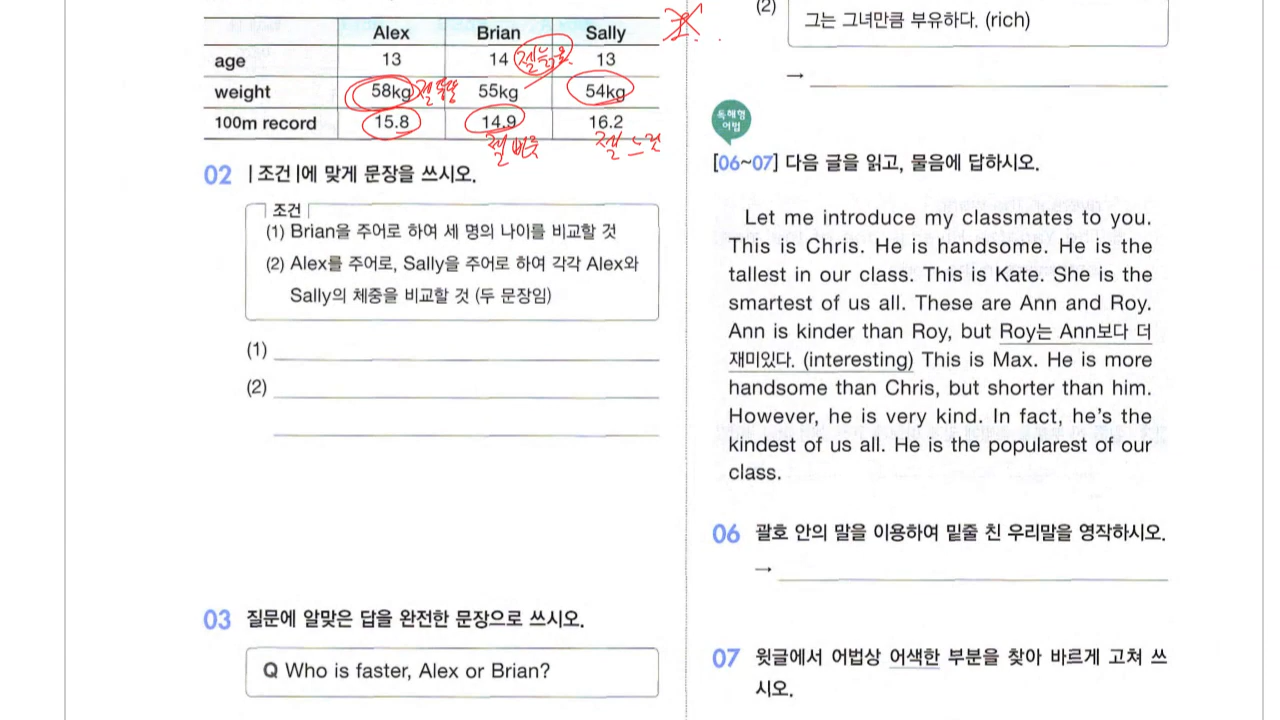 Alex Brian Sally
age 13 14 13
weight 58kg 55kg 54kg
100m record 15.8 14.9 16.2
02 |조건|에 맞게 문장을 쓰시오.
조건
(1) Brian을 주어로 하여 세 명의 나이를 비교할 것
(2) Alex를 주어로, Sally을 주어로 하여 각각 Alex와
Sally의 체중을 비교할 것 (두 문장임)
(1)
(2)
03 질문에 알맞은 답을 완전한 문장으로 쓰시오.
Q Who is faster, Alex or Brian?
(2)
그는 그녀만큼 부유하다. (rich)
→
독해형
어법
[06~07] 다음 글을 읽고, 물음에 답하시오.
Let me introduce my classmates to you.
This is Chris. He is handsome. He is the
tallest in our class. This is Kate. She is the
smartest of us all. These are Ann and Roy.
Ann is kinder than Roy, but Roy는 Ann보다 더
재미있다. (interesting) This is Max. He is more
handsome than Chris, but shorter than him.
However, he is very kind. In fact, he's the
kindest of us all. He is the popularest of our
class.
06 괄호 안의 말을 이용하여 밑줄 친 우리말을 영작하시오.
→
07 윗글에서 어법상 어색한 부분을 찾아 바르게 고쳐 쓰
시오.